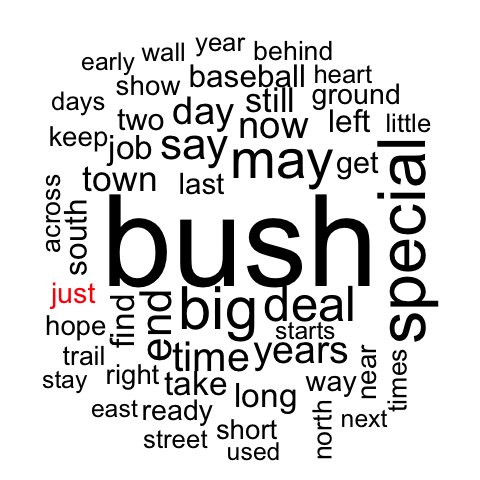 year
wall
behind
early
baseball
heart
show
still
ground
days
day
two
now
left
little
keep
job
say
may
get
town
last
special
across
south
bush
just
big
deal
hope
find
end
starts
trail
time
years
near
stay
right
take
way
times
long
east
ready
next
street
short
north
used